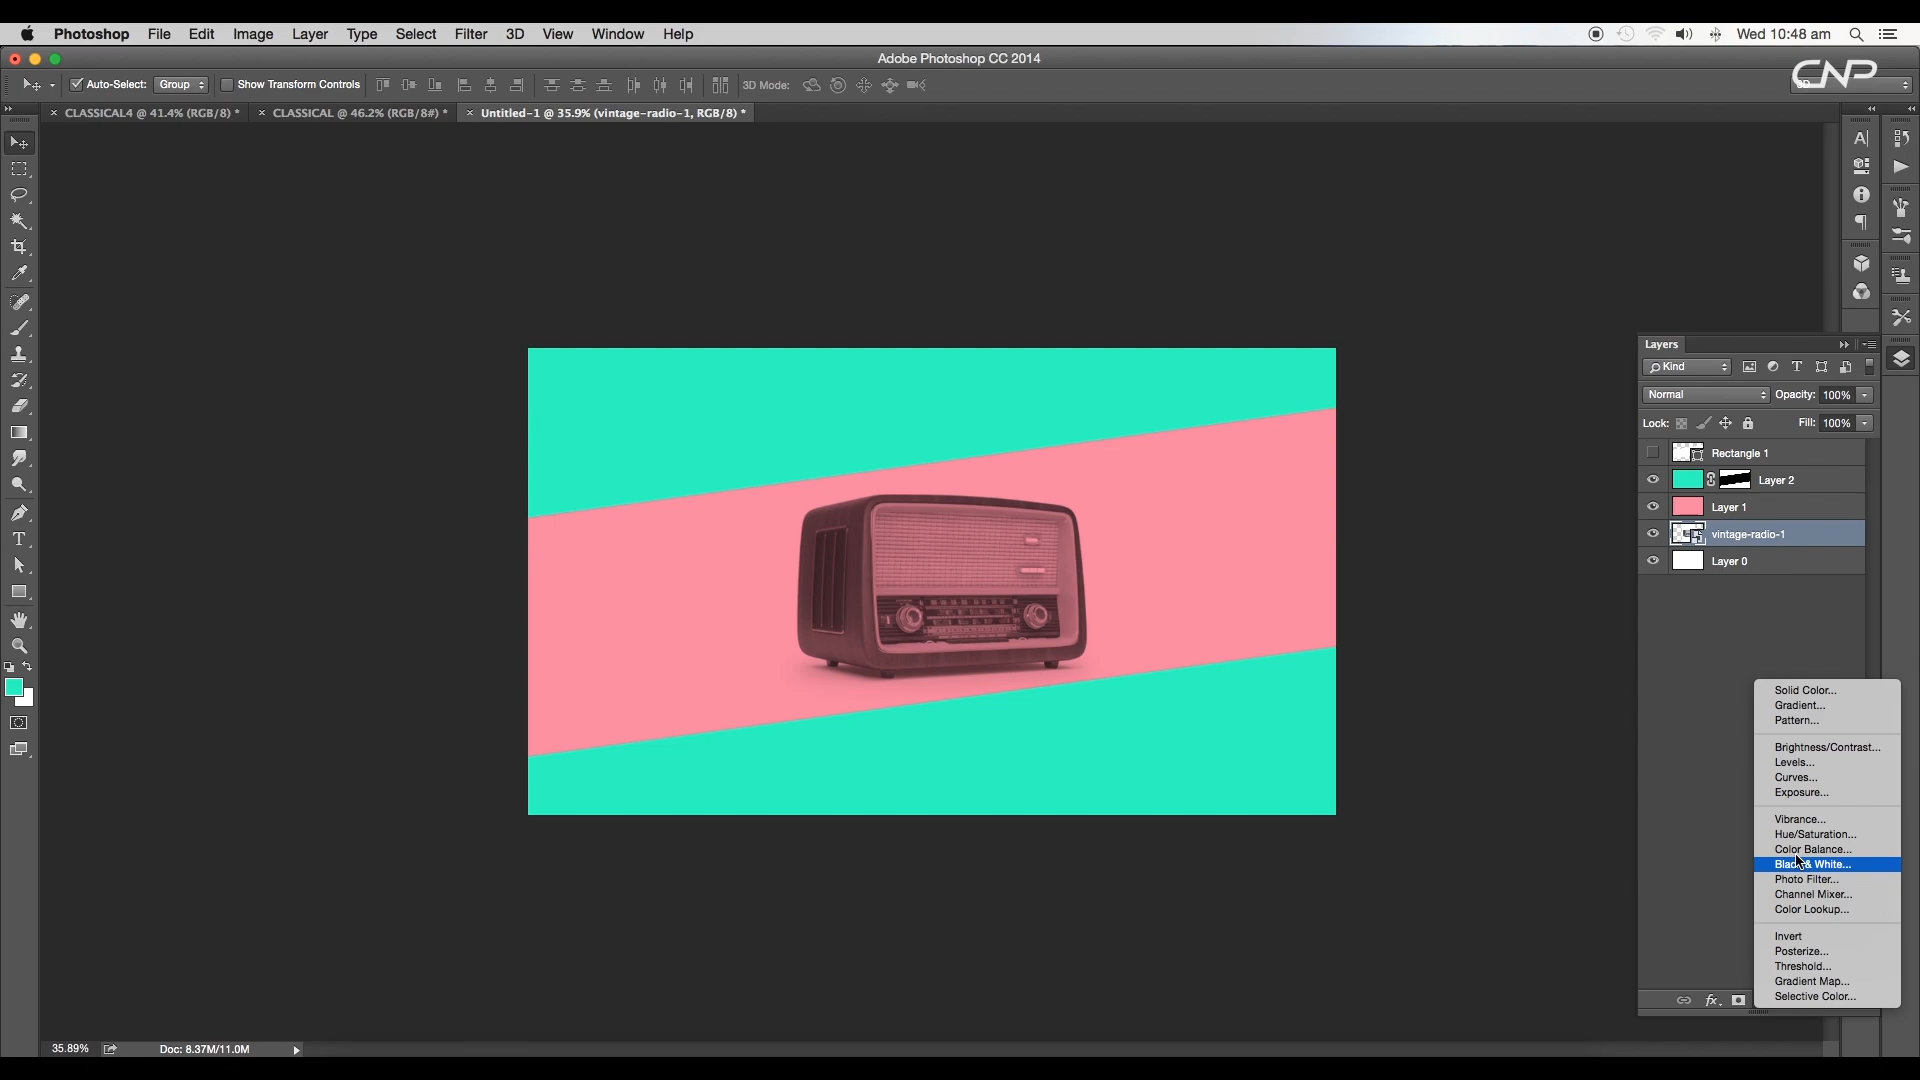 Photoshop File Edit Image Layer Type Select Filter 3D View Window Help
Wed 10:48 am
Adobe Photoshop CC 2014
CNP
Auto-Select: Group Show Transform Controls 3D Mode:
CLASSICAL4 @ 41.4% (RGB/8) * CLASSICAL @ 46.2% (RGB/8#) * Untitled-1 @ 35.9% (vintage-radio-1, RGB/8) *
Layers
Kind
Normal Opacity: 100%
Lock: Fill: 100%
Rectangle 1
Layer 2
Layer 1
vintage-radio-1
Layer 0
Solid Color...
Gradient...
Pattern...
Brightness/Contrast...
Levels...
Curves...
Exposure...
Vibrance...
Hue/Saturation...
Color Balance...
Black & White...
Photo Filter...
Channel Mixer...
Color Lookup...
Invert
Posterize...
Threshold...
Gradient Map...
Selective Color...
fx
35.89% Doc: 8.37M/11.0M